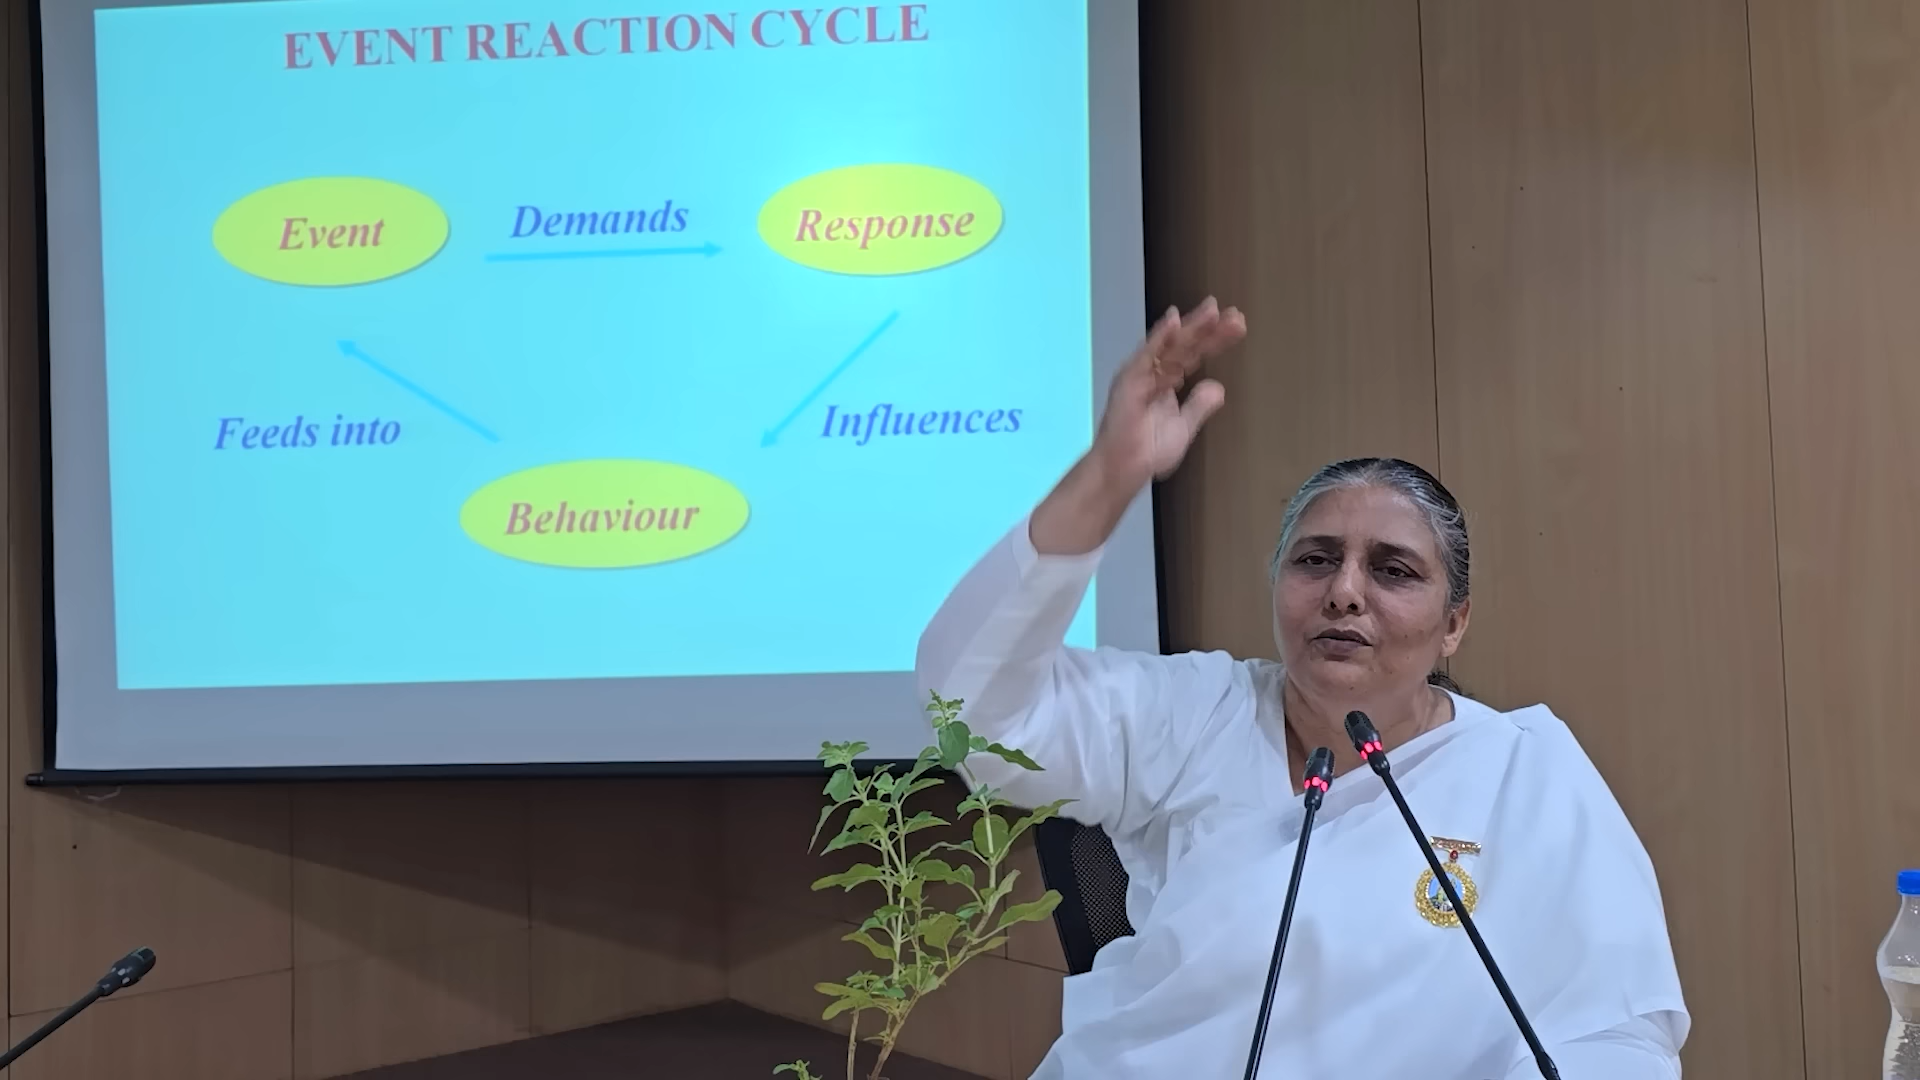 EVENT REACTION CYCLE
Event
Demands
Response
Feeds into
Influences
Behaviour